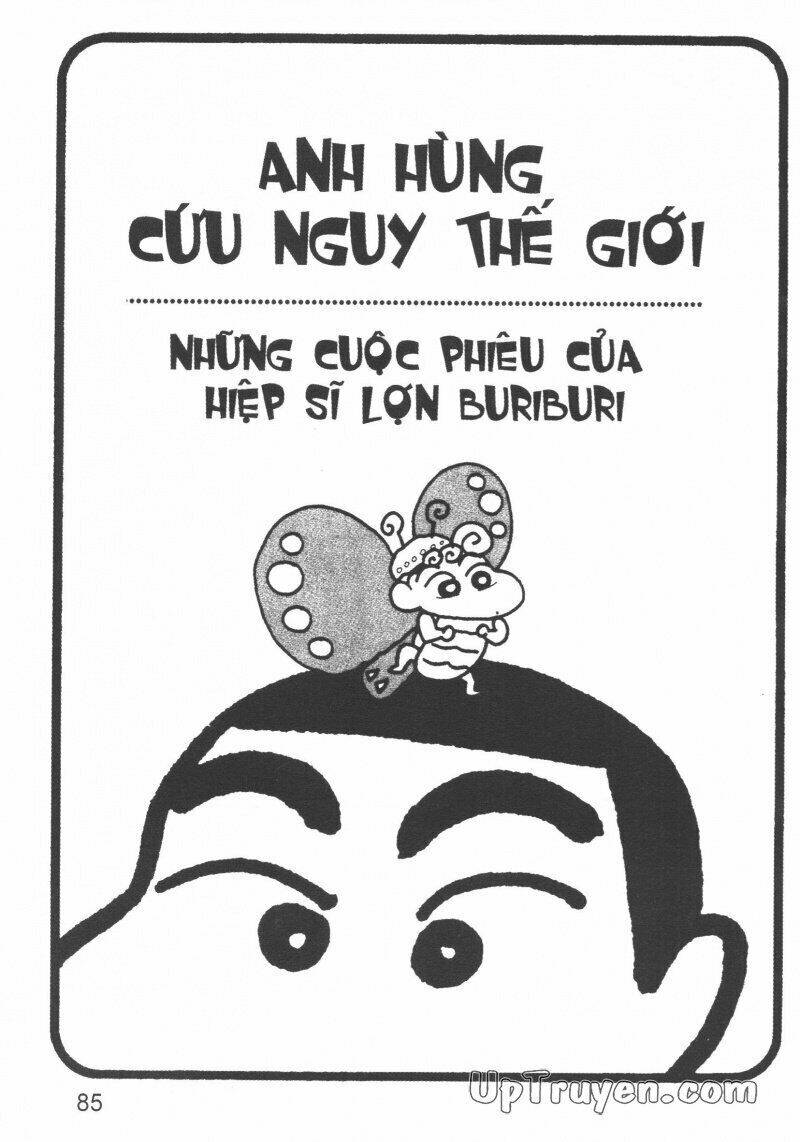 ANH HÙNG
CỨU NGUY THẾ GIỚI
NHỮNG CUỘC PHIÊU CỦA
HIỆP SĨ LỢN BURIBURI
85
UpTruyen.com